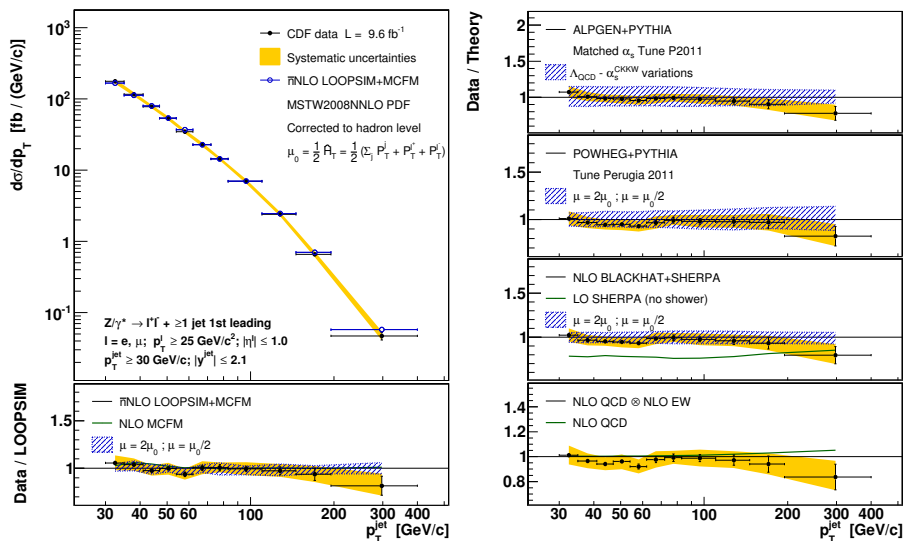 dσ/dp_T^jet [fb / (GeV/c)]
10³
10²
10
1
10⁻¹
CDF data L = 9.6 fb⁻¹
Systematic uncertainties
n̄NLO LOOPSIM+MCFM
MSTW2008NNLO PDF
Corrected to hadron level
μ₀ = 1/2 Ĥ_T = 1/2 (Σ_j P_T^j + P_T^l⁺ + P_T^l⁻)
Z/γ* → l⁺l⁻ + ≥1 jet 1st leading
l = e, μ; p_T^l ≥ 25 GeV/c²; |η^l| ≤ 1.0
p_T^jet ≥ 30 GeV/c; |y^jet| ≤ 2.1
Data / LOOPSIM
1.5
1
n̄NLO LOOPSIM+MCFM
NLO MCFM
μ = 2μ₀ ; μ = μ₀/2
30 40 50 60 100 200 300 400
p_T^jet [GeV/c]
Data / Theory
2
1.5
1
ALPGEN+PYTHIA
Matched α_s Tune P2011
Λ_QCD - α_s^CKKW variations
1.5
1
POWHEG+PYTHIA
Tune Perugia 2011
μ = 2μ₀ ; μ = μ₀/2
1.5
1
NLO BLACKHAT+SHERPA
LO SHERPA (no shower)
μ = 2μ₀ ; μ = μ₀/2
1.4
1.2
1
0.8
NLO QCD ⊗ NLO EW
NLO QCD
30 40 50 60 100 200 300 400
p_T^jet [GeV/c]